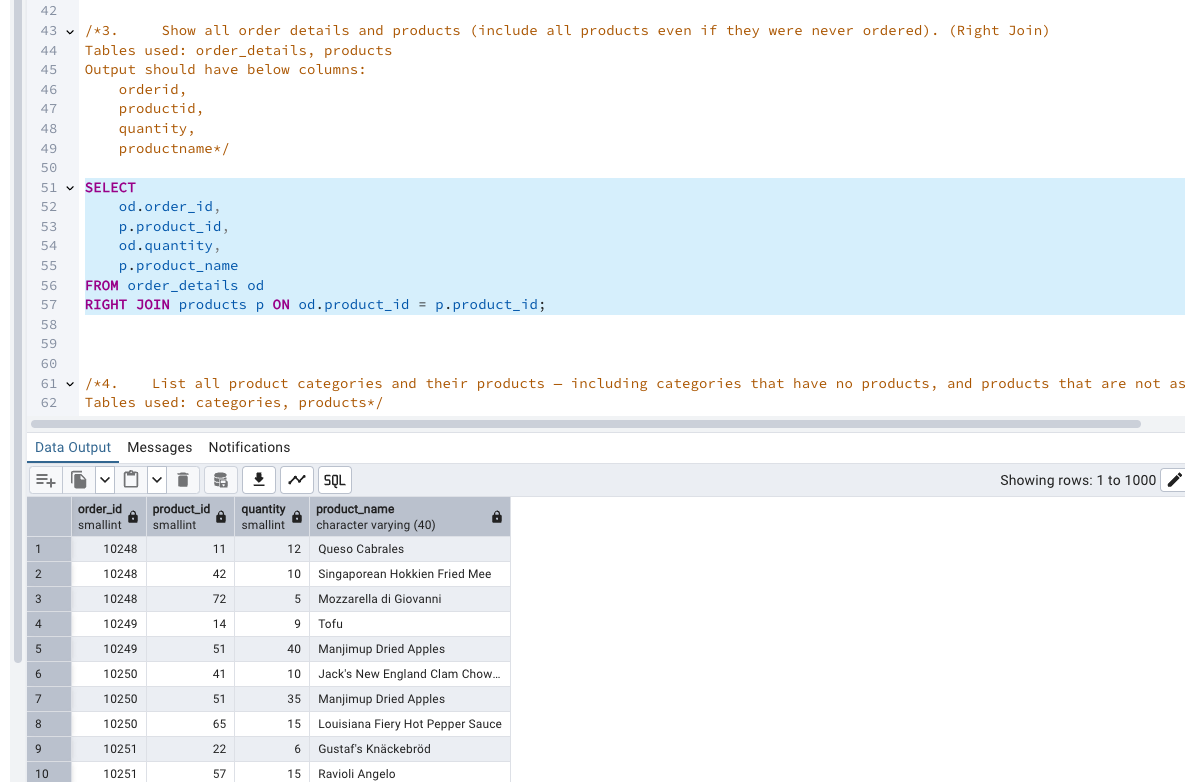 42
43 /*3. Show all order details and products (include all products even if they were never ordered). (Right Join)
44 Tables used: order_details, products
45 Output should have below columns:
46 orderid,
47 productid,
48 quantity,
49 productname*/
50
51 SELECT
52 od.order_id,
53 p.product_id,
54 od.quantity,
55 p.product_name
56 FROM order_details od
57 RIGHT JOIN products p ON od.product_id = p.product_id;
58
59
60
61 /*4. List all product categories and their products — including categories that have no products, and products that are not as
62 Tables used: categories, products*/
Data Output Messages Notifications
SQL Showing rows: 1 to 1000
order_id product_id quantity product_name
smallint smallint smallint character varying (40)
1 10248 11 12 Queso Cabrales
2 10248 42 10 Singaporean Hokkien Fried Mee
3 10248 72 5 Mozzarella di Giovanni
4 10249 14 9 Tofu
5 10249 51 40 Manjimup Dried Apples
6 10250 41 10 Jack's New England Clam Chow…
7 10250 51 35 Manjimup Dried Apples
8 10250 65 15 Louisiana Fiery Hot Pepper Sauce
9 10251 22 6 Gustaf's Knäckebröd
10 10251 57 15 Ravioli Angelo